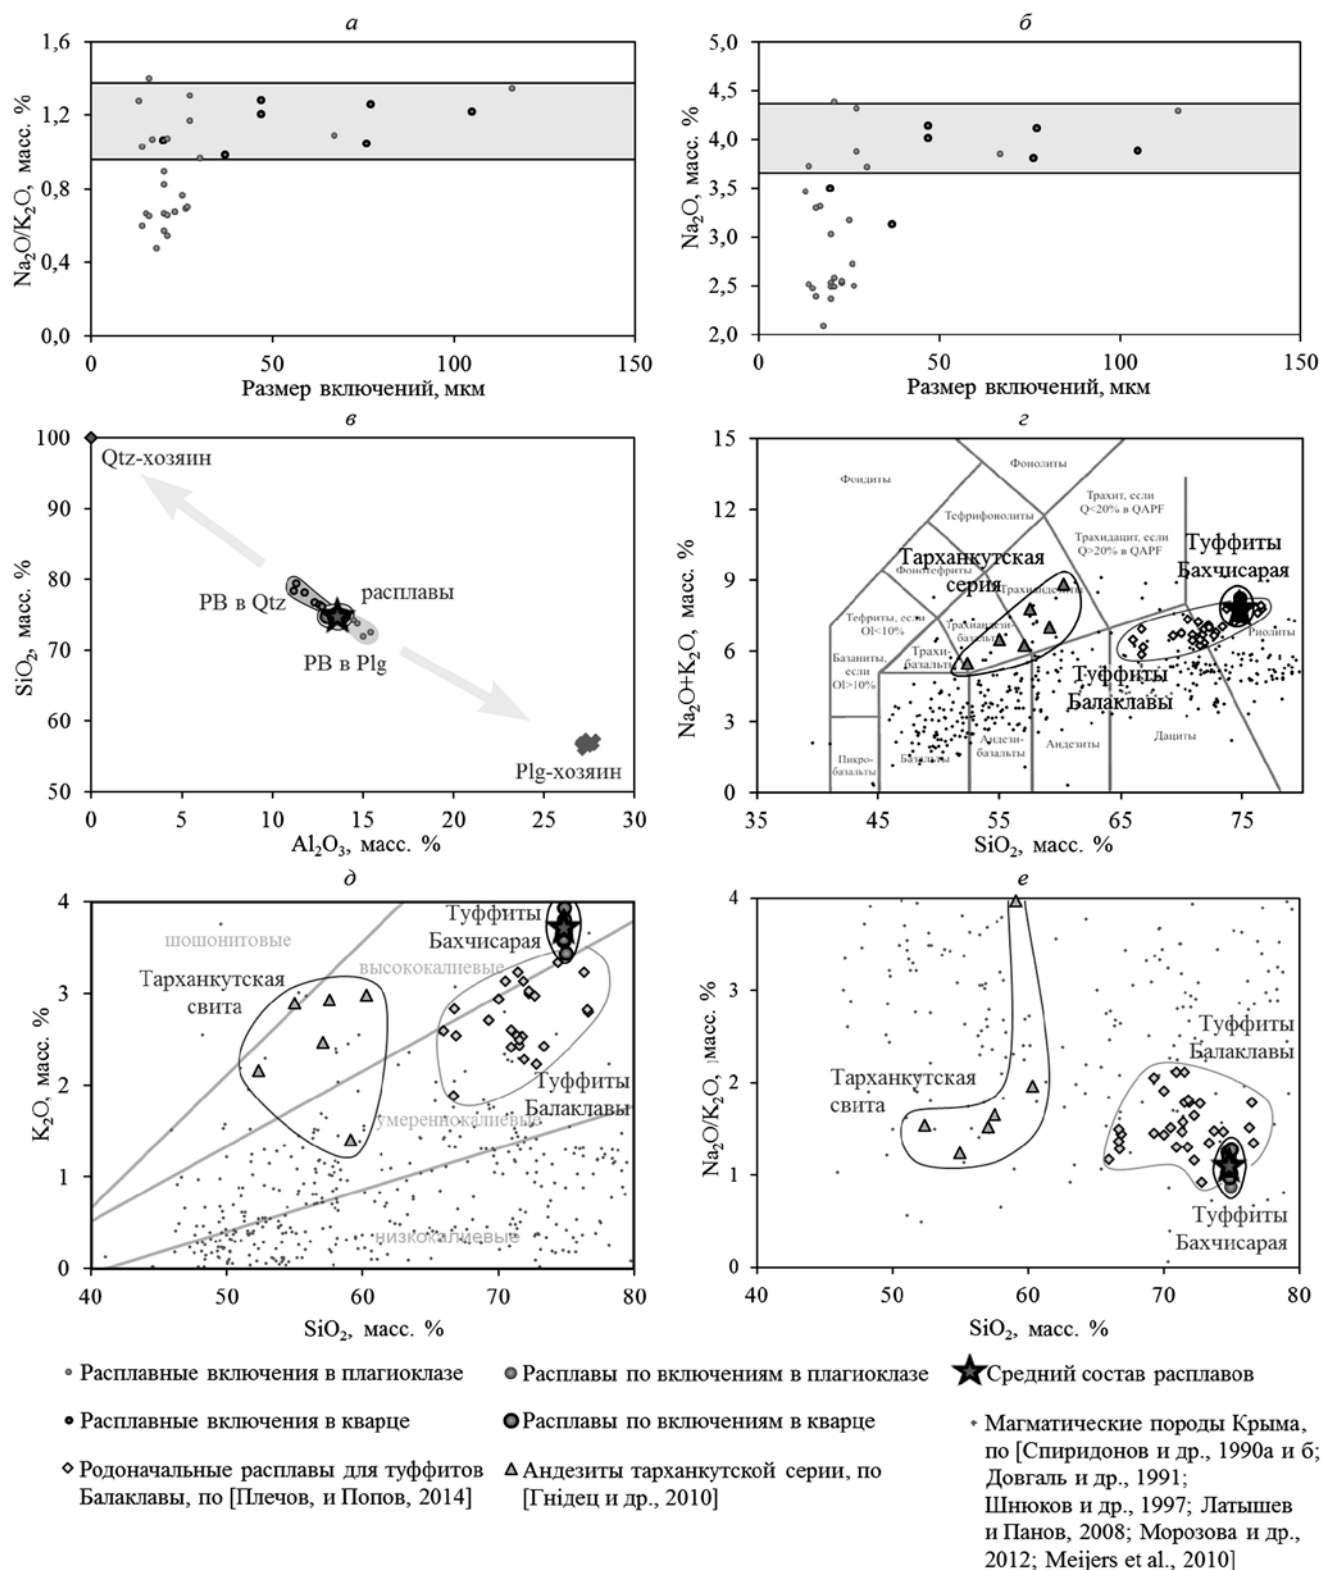 а
1,6
1,2
0,8
0,4
0,0
Na₂O/K₂O, масс. %
0 50 100 150
Размер включений, мкм
б
5,0
4,5
4,0
3,5
3,0
2,5
2,0
Na₂O, масс. %
0 50 100 150
Размер включений, мкм
в
100
90
80
70
60
50
SiO₂, масс. %
Qtz-хозяин
расплавы
РВ в Qtz
РВ в Plg
Plg-хозяин
0 5 10 15 20 25 30
Al₂O₃, масс. %
г
15
12
9
6
3
0
Na₂O+K₂O, масс. %
Фоидиты
Фонолиты
Тефрифонолиты
Трахит, если
Q<20% в QAPF
Трахидацит, если
Q>20% в QAPF
Туффиты
Бахчисарая
Тарханкутская
серия
Фонотефриты
Трахиандезиты
Тефриты, если
Ol<10%
Трахиандези-
базальты
Трахи-
базальты
Базаниты,
если
Ol>10%
Риолиты
Туффиты
Балаклавы
Пикро-
базальты
Базальты
Андези-
базальты
Андезиты
Дациты
35 45 55 65 75
SiO₂, масс. %
д
4
3
2
1
0
K₂O, масс. %
шошонитовые
Туффиты
Бахчисарая
высококалиевые
Тарханкутская
свита
Туффиты
Балаклавы
умереннокалиевые
низкокалиевые
40 50 60 70 80
SiO₂, масс. %
е
4
3
2
1
0
Na₂O/K₂O, масс. %
Туффиты
Балаклавы
Тарханкутская
свита
Туффиты
Бахчисарая
40 50 60 70 80
SiO₂, масс. %
Расплавные включения в плагиоклазе
Расплавы по включениям в плагиоклазе
Средний состав расплавов
Расплавные включения в кварце
Расплавы по включениям в кварце
Магматические породы Крыма,
по [Спиридонов и др., 1990а и б;
Довгаль и др., 1991;
Шнюков и др., 1997; Латышев
и Панов, 2008; Морозова и др.,
2012; Meijers et al., 2010]
Родоначальные расплавы для туффитов
Балаклавы, по [Плечов, и Попов, 2014]
Андезиты тарханкутской серии, по
[Гнідец и др., 2010]